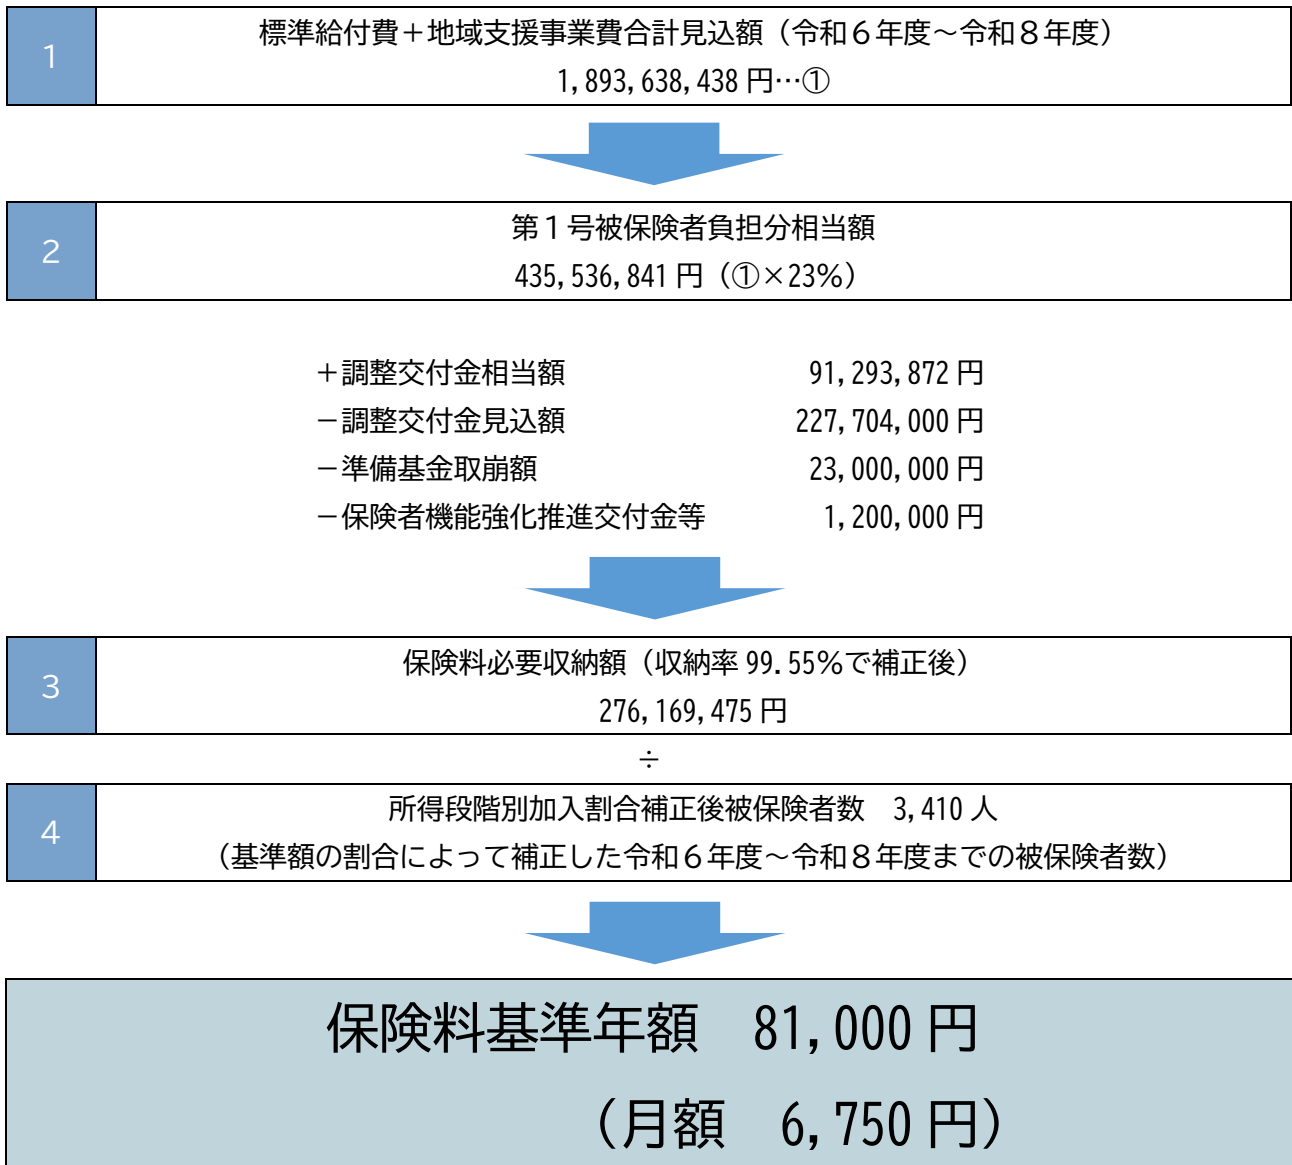 1
標準給付費＋地域支援事業費合計見込額（令和６年度～令和８年度）
1,893,638,438 円…①
2
第１号被保険者負担分相当額
435,536,841 円（①×23%）
＋調整交付金相当額 91,293,872 円
－調整交付金見込額 227,704,000 円
－準備基金取崩額 23,000,000 円
－保険者機能強化推進交付金等 1,200,000 円
3
保険料必要収納額（収納率 99.55%で補正後）
276,169,475 円
÷
4
所得段階別加入割合補正後被保険者数　3,410 人
（基準額の割合によって補正した令和６年度～令和８年度までの被保険者数）
保険料基準年額　81,000 円
（月額　6,750 円）